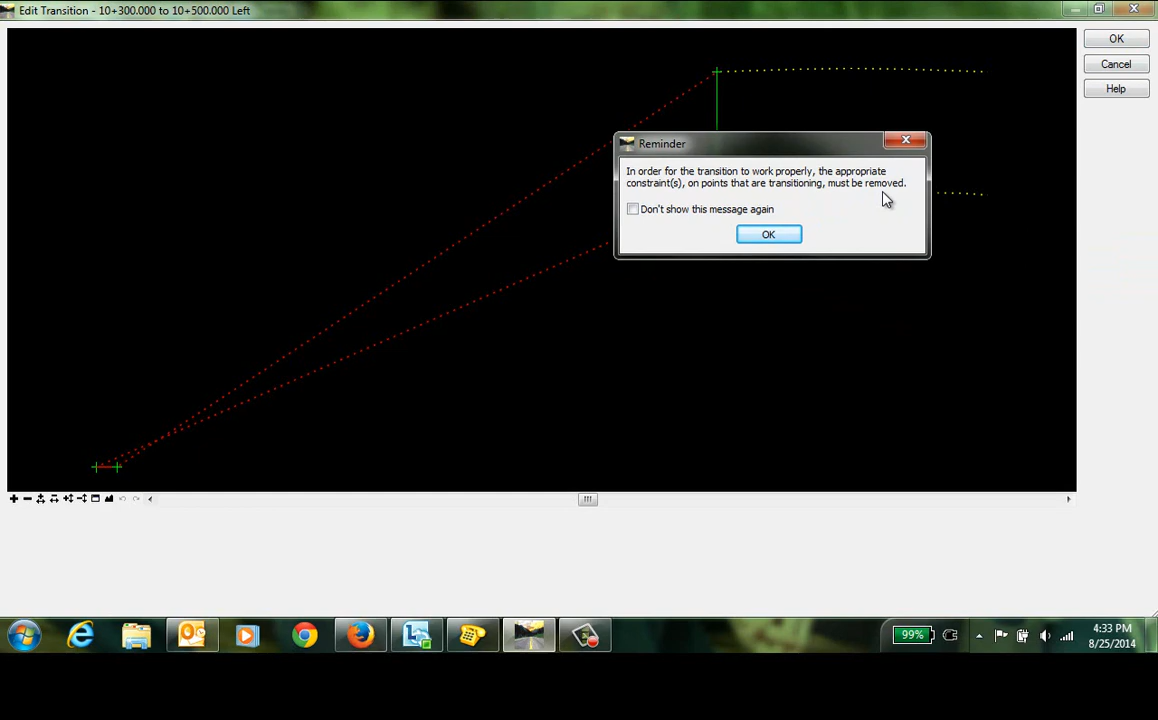 Edit Transition - 10+300.000 to 10+500.000 Left
OK
Cancel
Help
Reminder
In order for the transition to work properly, the appropriate
constraint(s), on points that are transitioning, must be removed.
Don't show this message again
OK
99%
4:33 PM
8/25/2014